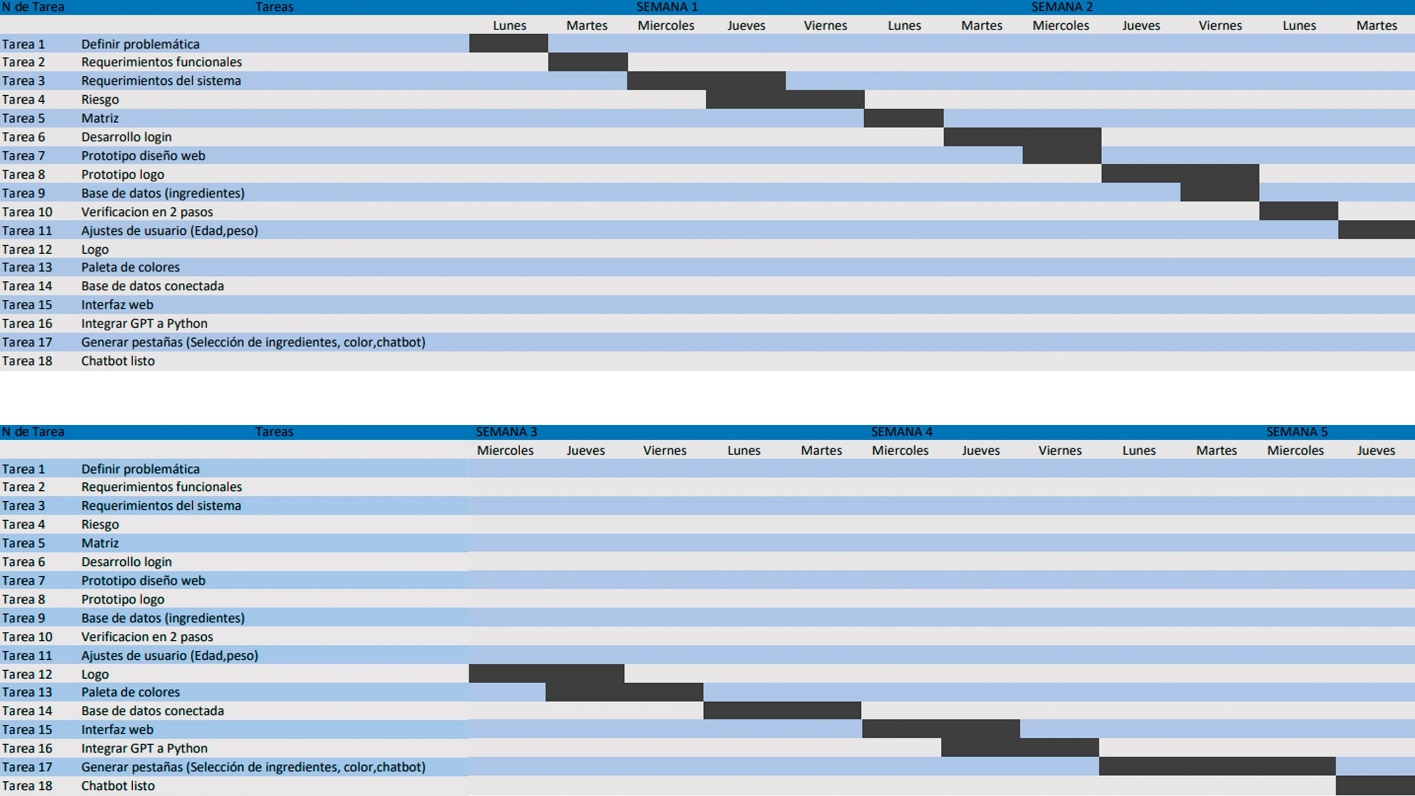 N de Tarea Tareas SEMANA 1 SEMANA 2
Lunes Martes Miercoles Jueves Viernes Lunes Martes Miercoles Jueves Viernes Lunes Martes
Tarea 1 Definir problemática
Tarea 2 Requerimientos funcionales
Tarea 3 Requerimientos del sistema
Tarea 4 Riesgo
Tarea 5 Matriz
Tarea 6 Desarrollo login
Tarea 7 Prototipo diseño web
Tarea 8 Prototipo logo
Tarea 9 Base de datos (ingredientes)
Tarea 10 Verificacion en 2 pasos
Tarea 11 Ajustes de usuario (Edad,peso)
Tarea 12 Logo
Tarea 13 Paleta de colores
Tarea 14 Base de datos conectada
Tarea 15 Interfaz web
Tarea 16 Integrar GPT a Python
Tarea 17 Generar pestañas (Selección de ingredientes, color,chatbot)
Tarea 18 Chatbot listo
N de Tarea Tareas SEMANA 3 SEMANA 4 SEMANA 5
Miercoles Jueves Viernes Lunes Martes Miercoles Jueves Viernes Lunes Martes Miercoles Jueves
Tarea 1 Definir problemática
Tarea 2 Requerimientos funcionales
Tarea 3 Requerimientos del sistema
Tarea 4 Riesgo
Tarea 5 Matriz
Tarea 6 Desarrollo login
Tarea 7 Prototipo diseño web
Tarea 8 Prototipo logo
Tarea 9 Base de datos (ingredientes)
Tarea 10 Verificacion en 2 pasos
Tarea 11 Ajustes de usuario (Edad,peso)
Tarea 12 Logo
Tarea 13 Paleta de colores
Tarea 14 Base de datos conectada
Tarea 15 Interfaz web
Tarea 16 Integrar GPT a Python
Tarea 17 Generar pestañas (Selección de ingredientes, color,chatbot)
Tarea 18 Chatbot listo